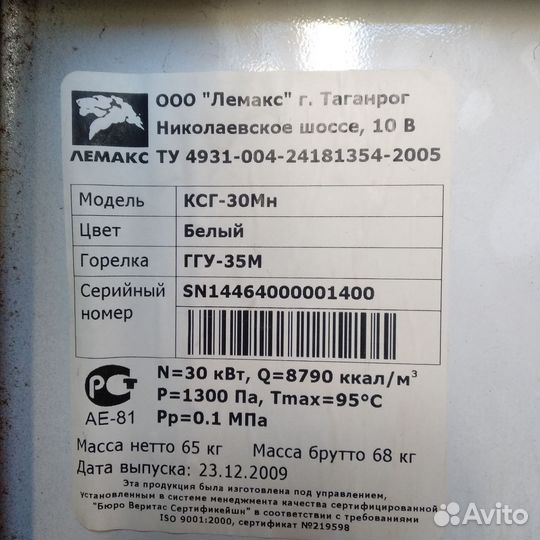 ООО "Лемакс" г. Таганрог
Николаевское шоссе, 10 В
ЛЕМАКС ТУ 4931-004-24181354-2005
Модель КСГ-30Мн
Цвет Белый
Горелка ГГУ-35М
Серийный SN14464000001400
номер
N=30 кВт, Q=8790 ккал/м³
P=1300 Па, Tmax=95°C
АЕ-81 Pp=0.1 МПа
Масса нетто 65 кг Масса брутто 68 кг
Дата выпуска: 23.12.2009
Эта продукция была изготовлена под управлением,
установленным в системе менеджмента качества сертифицированной
"Бюро Веритас Сертификейшн" в соответствии с требованиями
ISO 9001:2000, сертификат №219598
Avito